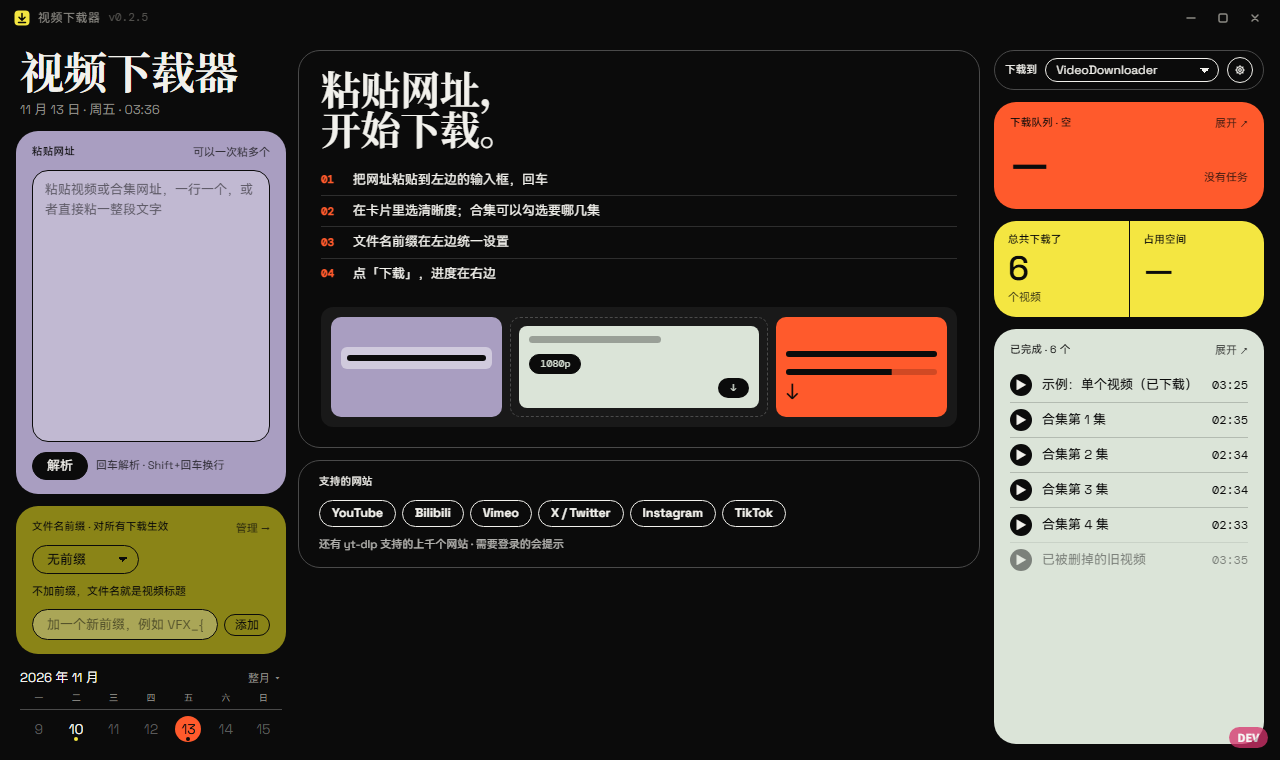 视频下载器 v0.2.5
视频下载器
11 月 13 日 · 周五 · 03:36
粘贴网址 可以一次粘多个
粘贴视频或合集网址，一行一个，或
者直接粘一整段文字
解析 回车解析 · Shift+回车换行
文件名前缀 · 对所有下载生效 管理 →
无前缀
不加前缀，文件名就是视频标题
加一个新前缀，例如 VFX_{ 添加
2026 年 11 月 整月
一 二 三 四 五 六 日
9 10 11 12 13 14 15
粘贴网址，
开始下载。
01 把网址粘贴到左边的输入框，回车
02 在卡片里选清晰度；合集可以勾选要哪几集
03 文件名前缀在左边统一设置
04 点「下载」，进度在右边
1080p
支持的网站
YouTube Bilibili Vimeo X / Twitter Instagram TikTok
还有 yt-dlp 支持的上千个网站 · 需要登录的会提示
下载到 VideoDownloader
下载队列 · 空 展开 ↗
—
没有任务
总共下载了 占用空间
6 —
个视频
已完成 · 6 个 展开 ↗
示例：单个视频（已下载） 03:25
合集第 1 集 02:35
合集第 2 集 02:34
合集第 3 集 02:34
合集第 4 集 02:33
已被删掉的旧视频 03:35
DEV